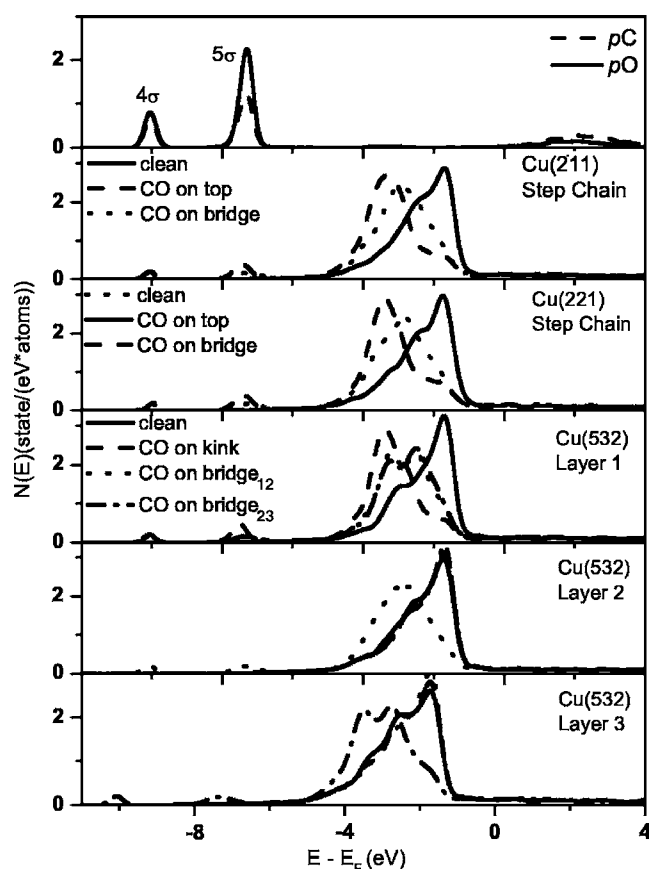 2
0
4σ
5σ
pC
pO
2
0
clean
CO on top
CO on bridge
Cu(211)
Step Chain
2
0
clean
CO on top
CO on bridge
Cu(221)
Step Chain
2
0
clean
CO on kink
CO on bridge12
CO on bridge23
Cu(532)
Layer 1
2
0
Cu(532)
Layer 2
2
0
Cu(532)
Layer 3
N(E)(state/(eV*atoms))
-8 -4 0 4
E - EF (eV)